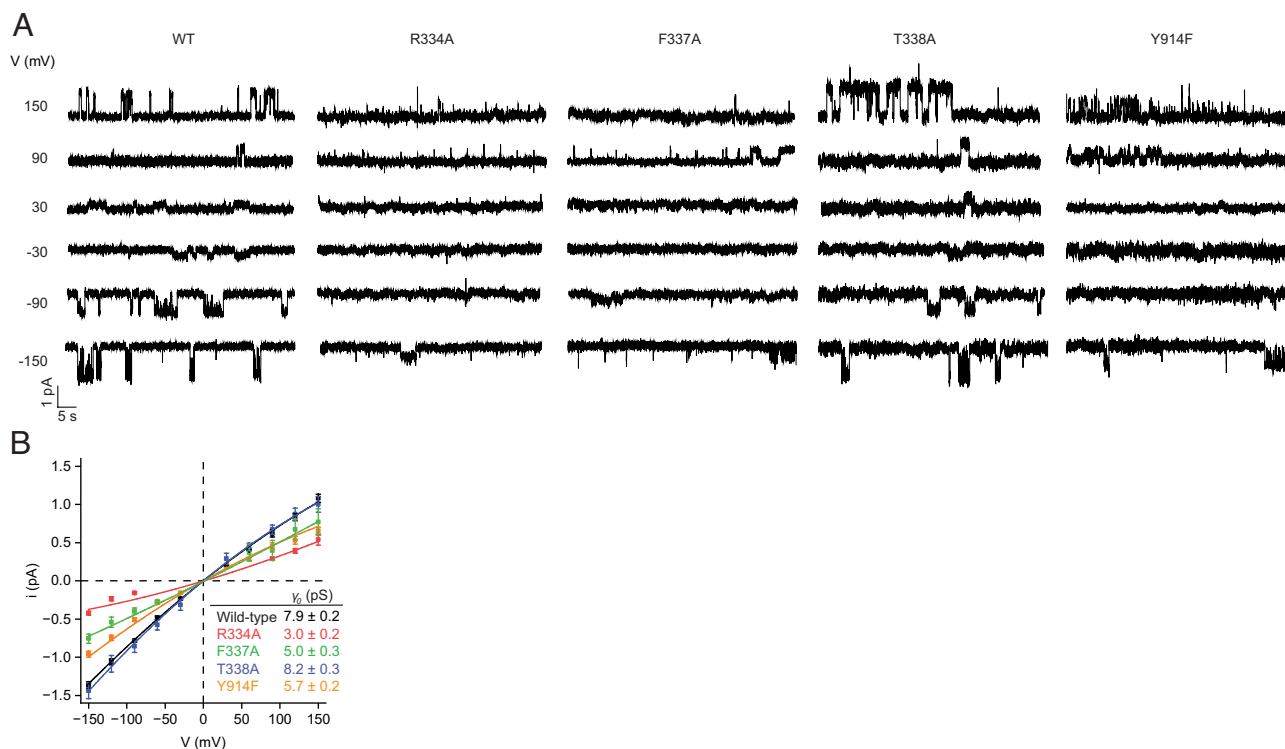 A
WT R334A F337A T338A Y914F
V (mV)
150
90
30
-30
-90
-150
1 pA
5 s
B
i (pA)
1.5
1.0
0.5
0.0
−0.5
−1.0
−1.5
γ0 (pS)
Wild-type 7.9 ± 0.2
R334A 3.0 ± 0.2
F337A 5.0 ± 0.3
T338A 8.2 ± 0.3
Y914F 5.7 ± 0.2
−150 −100 −50 0 50 100 150
V (mV)